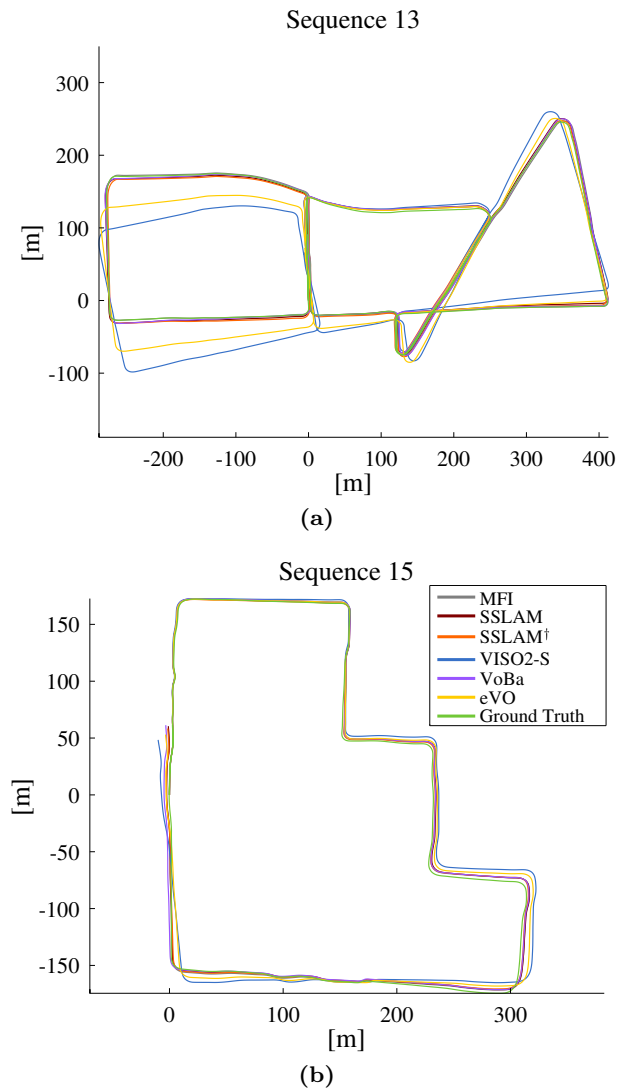 Sequence 13
300
200
100
0
-100
[m]
-200 -100 0 100 200 300 400
[m]
(a)
Sequence 15
MFI
SSLAM
SSLAM†
VISO2-S
VoBa
eVO
Ground Truth
150
100
50
0
-50
-100
-150
[m]
0 100 200 300
[m]
(b)